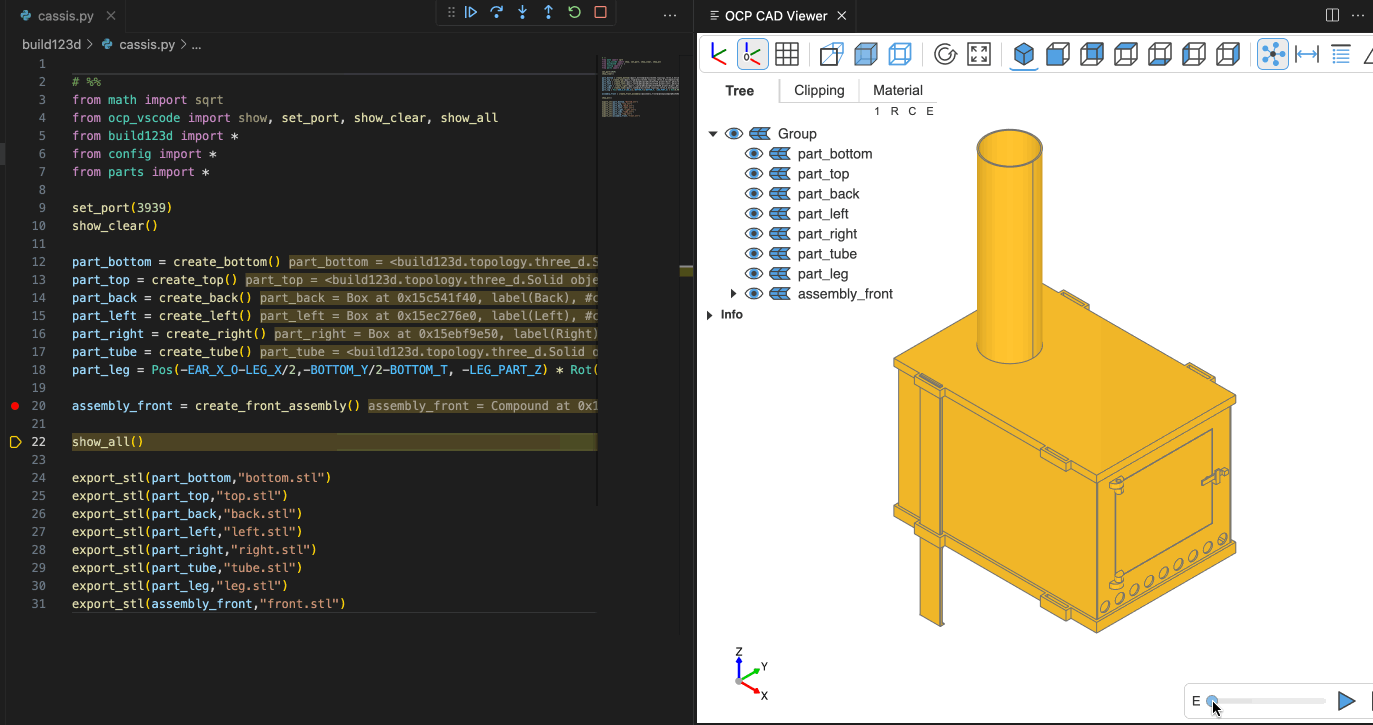 cassis.py
build123d > cassis.py > ...
1
2 # %%
3 from math import sqrt
4 from ocp_vscode import show, set_port, show_clear, show_all
5 from build123d import *
6 from config import *
7 from parts import *
8
9 set_port(3939)
10 show_clear()
11
12 part_bottom = create_bottom() part_bottom = <build123d.topology.three_d.S
13 part_top = create_top() part_top = <build123d.topology.three_d.Solid obje
14 part_back = create_back() part_back = Box at 0x15c541f40, label(Back), #c
15 part_left = create_left() part_left = Box at 0x15ec276e0, label(Left), #c
16 part_right = create_right() part_right = Box at 0x15ebf9e50, label(Right)
17 part_tube = create_tube() part_tube = <build123d.topology.three_d.Solid o
18 part_leg = Pos(-EAR_X_O-LEG_X/2,-BOTTOM_Y/2-BOTTOM_T, -LEG_PART_Z) * Rot(
19
20 assembly_front = create_front_assembly() assembly_front = Compound at 0x1
21
22 show_all()
23
24 export_stl(part_bottom,"bottom.stl")
25 export_stl(part_top,"top.stl")
26 export_stl(part_back,"back.stl")
27 export_stl(part_left,"left.stl")
28 export_stl(part_right,"right.stl")
29 export_stl(part_tube,"tube.stl")
30 export_stl(part_leg,"leg.stl")
31 export_stl(assembly_front,"front.stl")
OCP CAD Viewer
Tree Clipping Material
1 R C E
Group
part_bottom
part_top
part_back
part_left
part_right
part_tube
part_leg
assembly_front
Info
Z
Y
X
E